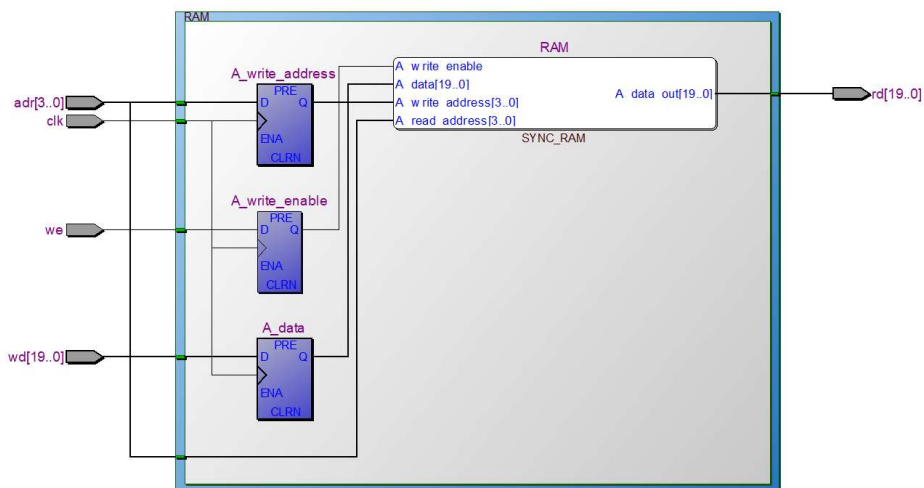 RAM
adr[3..0]
clk
we
wd[19..0]
A_write_address
PRE
D Q
ENA
CLRN
A_write_enable
PRE
D Q
ENA
CLRN
A_data
PRE
D Q
ENA
CLRN
RAM
A write enable
A data[19..0]
A write address[3..0]
A read address[3..0]
A data out[19..0]
SYNC_RAM
rd[19..0]